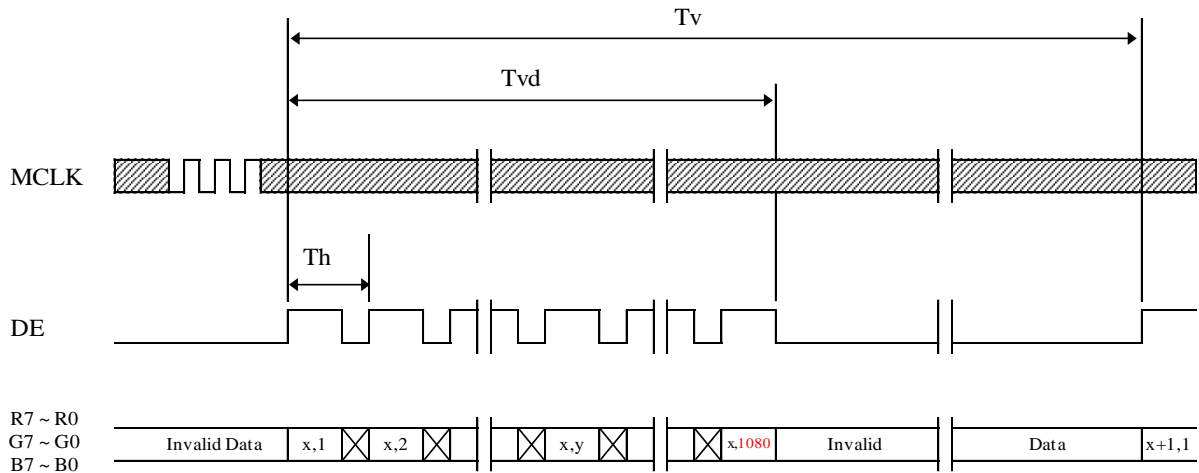 Tv
Tvd
MCLK
Th
DE
R7 ~ R0
G7 ~ G0
B7 ~ B0
Invalid Data
x,1
x,2
x,y
x,1080
Invalid
Data
x+1,1